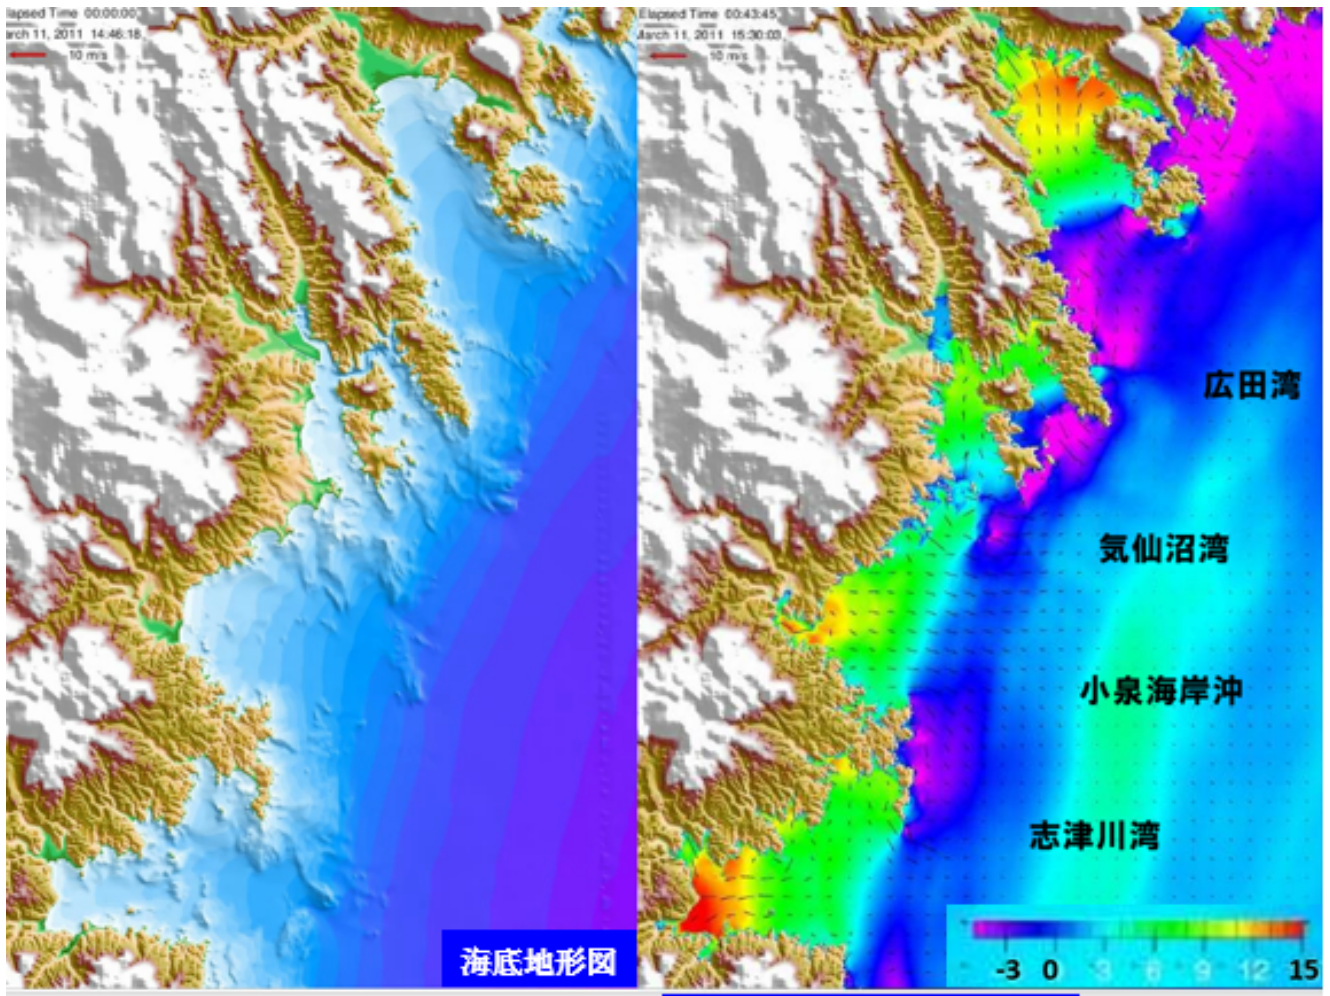 Elapsed Time 00:00:00
March 11, 2011 14:46:18
10 m/s
海底地形図
Elapsed Time 00:43:45
March 11, 2011 15:30:03
10 m/s
広田湾
気仙沼湾
小泉海岸沖
志津川湾
-3 0 3 6 9 12 15